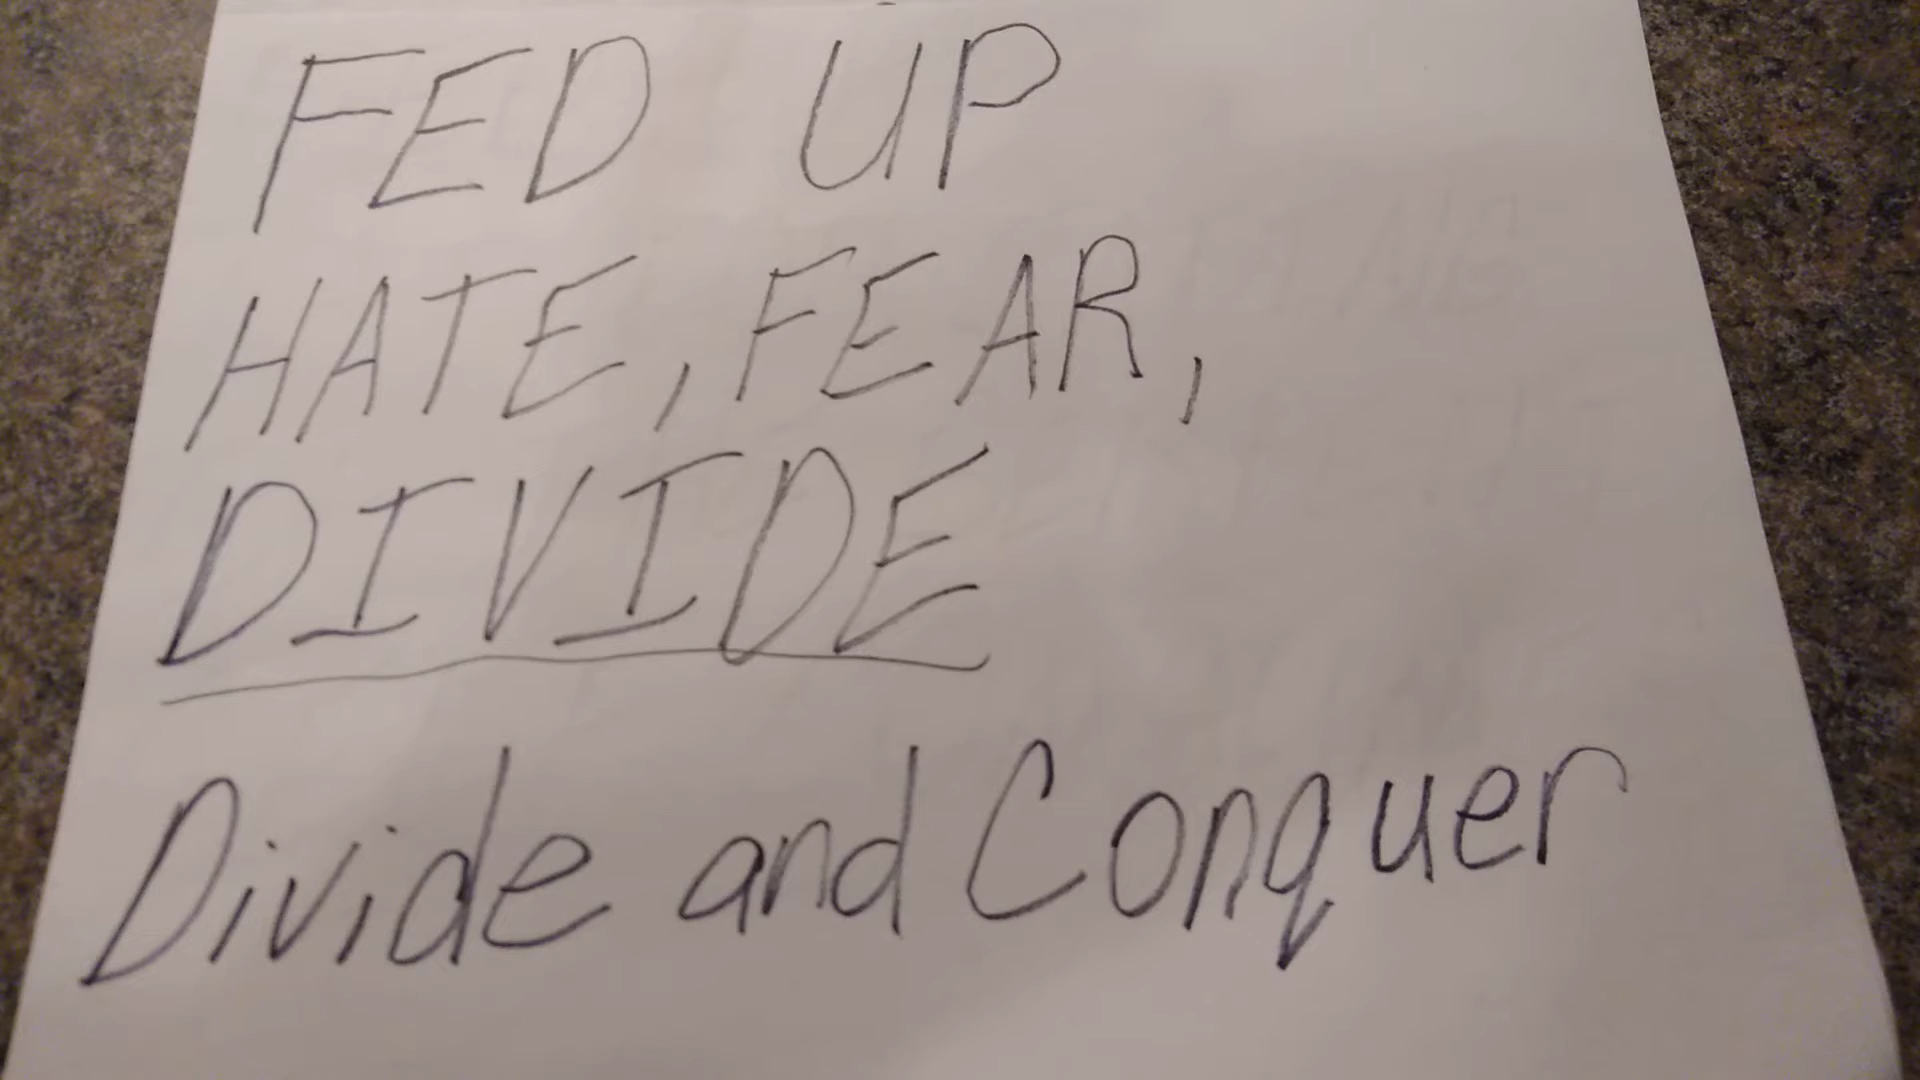 FED UP
HATE, FEAR,
DIVIDE
Divide and Conquer